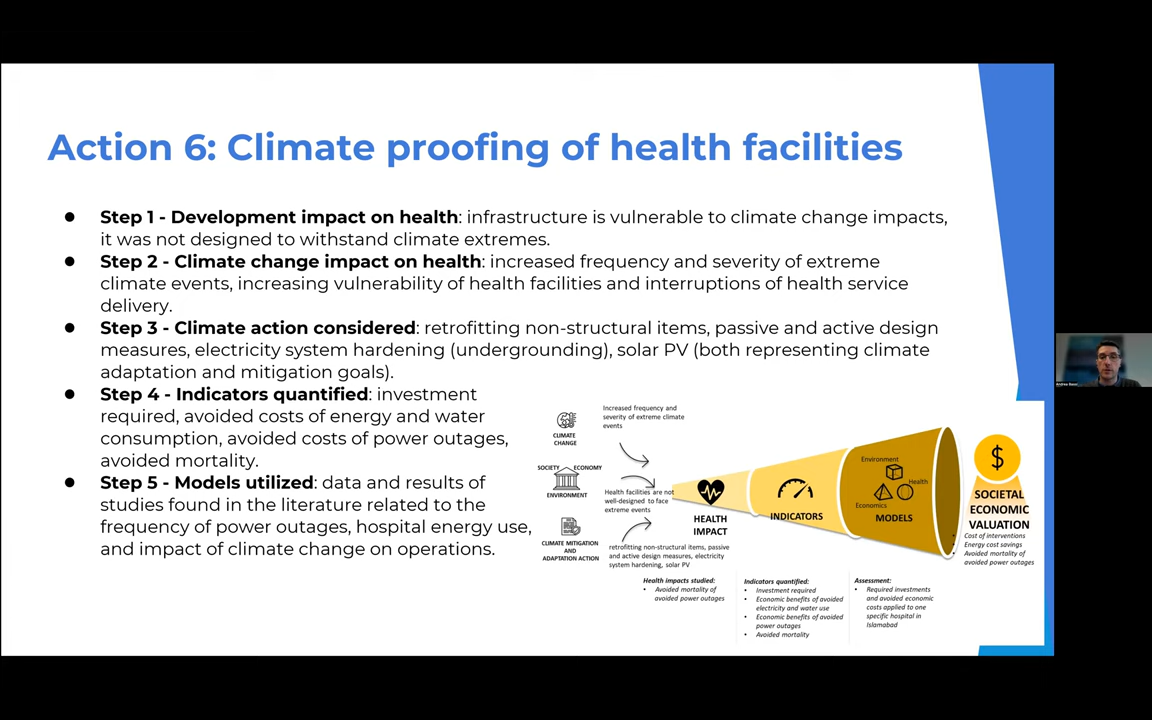 Action 6: Climate proofing of health facilities
● Step 1 - Development impact on health: infrastructure is vulnerable to climate change impacts,
it was not designed to withstand climate extremes.
● Step 2 - Climate change impact on health: increased frequency and severity of extreme
climate events, increasing vulnerability of health facilities and interruptions of health service
delivery.
● Step 3 - Climate action considered: retrofitting non-structural items, passive and active design
measures, electricity system hardening (undergrounding), solar PV (both representing climate
adaptation and mitigation goals).
● Step 4 - Indicators quantified: investment
required, avoided costs of energy and water
consumption, avoided costs of power outages,
avoided mortality.
● Step 5 - Models utilized: data and results of
studies found in the literature related to the
frequency of power outages, hospital energy use,
and impact of climate change on operations.
CLIMATE
CHANGE
Increased frequency and
severity of extreme climate
events
SOCIETY ECONOMY
ENVIRONMENT
Health facilities are not
well-designed to face
extreme events
CLIMATE MITIGATION
AND
ADAPTATION ACTION
retrofitting non-structural items, passive
and active design measures, electricity
system hardening, solar PV
HEALTH
IMPACT
INDICATORS
Environment
Health
Economics
MODELS
$
SOCIETAL
ECONOMIC
VALUATION
• Cost of interventions
• Energy cost savings
• Avoided mortality of
avoided power outages
Health impacts studied:
• Avoided mortality of
avoided power outages
Indicators quantified:
• Investment required
• Economic benefits of avoided
electricity and water use
• Economic benefits of avoided
power outages
• Avoided mortality
Assessment:
• Required investments
and avoided economic
costs applied to one
specific hospital in
Islamabad